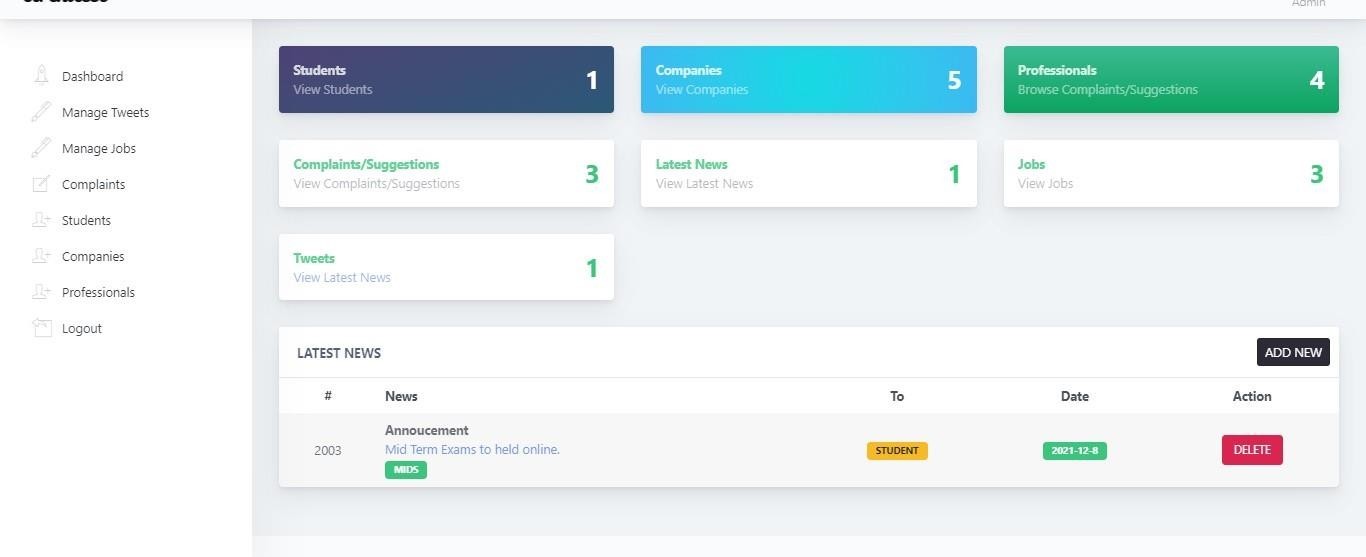 Admin
Dashboard
Manage Tweets
Manage Jobs
Complaints
Students
Companies
Professionals
Logout
Students
View Students
1
Companies
View Companies
5
Professionals
Browse Complaints/Suggestions
4
Complaints/Suggestions
View Complaints/Suggestions
3
Latest News
View Latest News
1
Jobs
View Jobs
3
Tweets
View Latest News
1
LATEST NEWS
ADD NEW
# News To Date Action
Annoucement
2003 Mid Term Exams to held online. STUDENT 2021-12-8 DELETE
MIDS